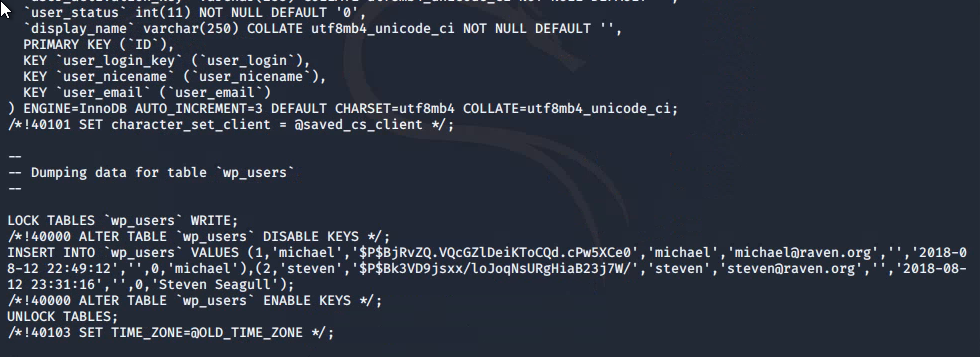 `user_status` int(11) NOT NULL DEFAULT '0',
`display_name` varchar(250) COLLATE utf8mb4_unicode_ci NOT NULL DEFAULT '',
PRIMARY KEY (`ID`),
KEY `user_login_key` (`user_login`),
KEY `user_nicename` (`user_nicename`),
KEY `user_email` (`user_email`)
) ENGINE=InnoDB AUTO_INCREMENT=3 DEFAULT CHARSET=utf8mb4 COLLATE=utf8mb4_unicode_ci;
/*!40101 SET character_set_client = @saved_cs_client */;
--
-- Dumping data for table `wp_users`
--
LOCK TABLES `wp_users` WRITE;
/*!40000 ALTER TABLE `wp_users` DISABLE KEYS */;
INSERT INTO `wp_users` VALUES (1,'michael','$P$BjRvZQ.VQcGZlDeiKToCQd.cPw5XCe0','michael','michael@raven.org','','2018-0
8-12 22:49:12','',0,'michael'),(2,'steven','$P$Bk3VD9jsxx/loJoqNsURgHiaB23j7W/','steven','steven@raven.org','','2018-08-
12 23:31:16','',0,'Steven Seagull');
/*!40000 ALTER TABLE `wp_users` ENABLE KEYS */;
UNLOCK TABLES;
/*!40103 SET TIME_ZONE=@OLD_TIME_ZONE */;